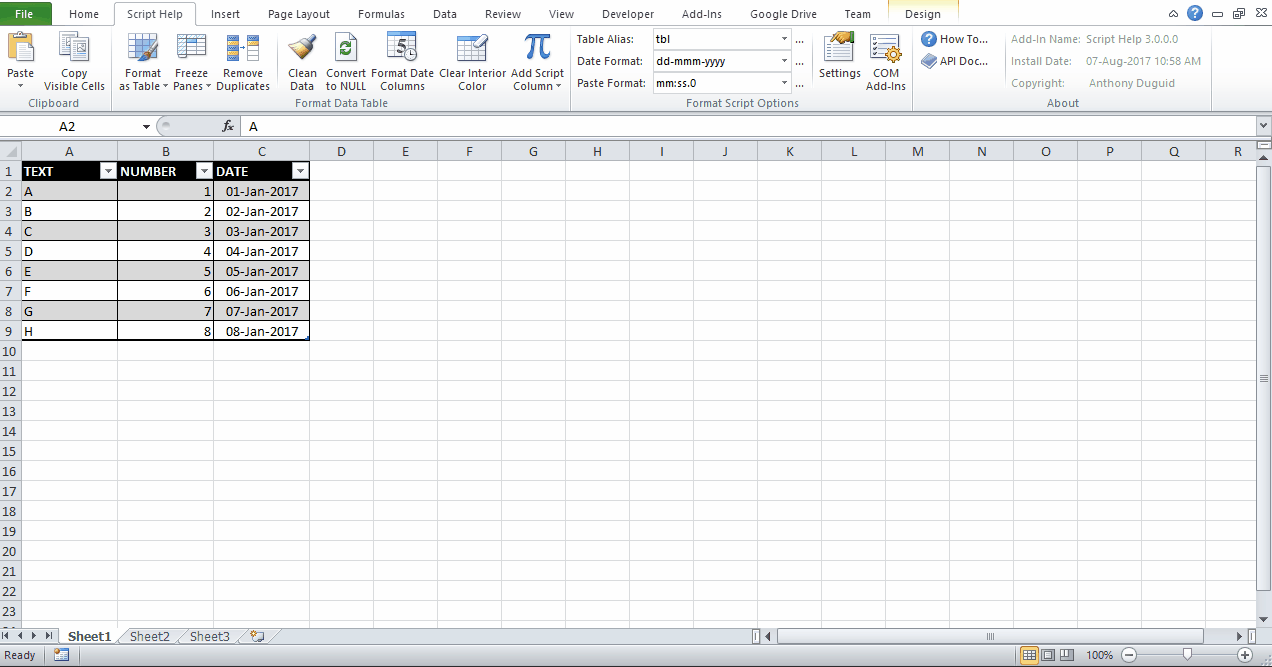 File Home Script Help Insert Page Layout Formulas Data Review View Developer Add-Ins Google Drive Team Design
Paste
Copy
Visible Cells
Clipboard
Format
as Table
Freeze
Panes
Remove
Duplicates
Clean
Data
Convert
to NULL
Format Date
Columns
Clear Interior
Color
Add Script
Column
Format Data Table
Table Alias: tbl ...
Date Format: dd-mmm-yyyy ...
Paste Format: mm:ss.0 ...
Settings
COM
Add-Ins
Format Script Options
How To...
API Doc...
Add-In Name: Script Help 3.0.0.0
Install Date: 07-Aug-2017 10:58 AM
Copyright: Anthony Duguid
About
A2 fx A
A B C D E F G H I J K L M N O P Q R
1 TEXT NUMBER DATE
2 A 1 01-Jan-2017
3 B 2 02-Jan-2017
4 C 3 03-Jan-2017
5 D 4 04-Jan-2017
6 E 5 05-Jan-2017
7 F 6 06-Jan-2017
8 G 7 07-Jan-2017
9 H 8 08-Jan-2017
10
11
12
13
14
15
16
17
18
19
20
21
22
23
Sheet1 Sheet2 Sheet3
Ready 100%